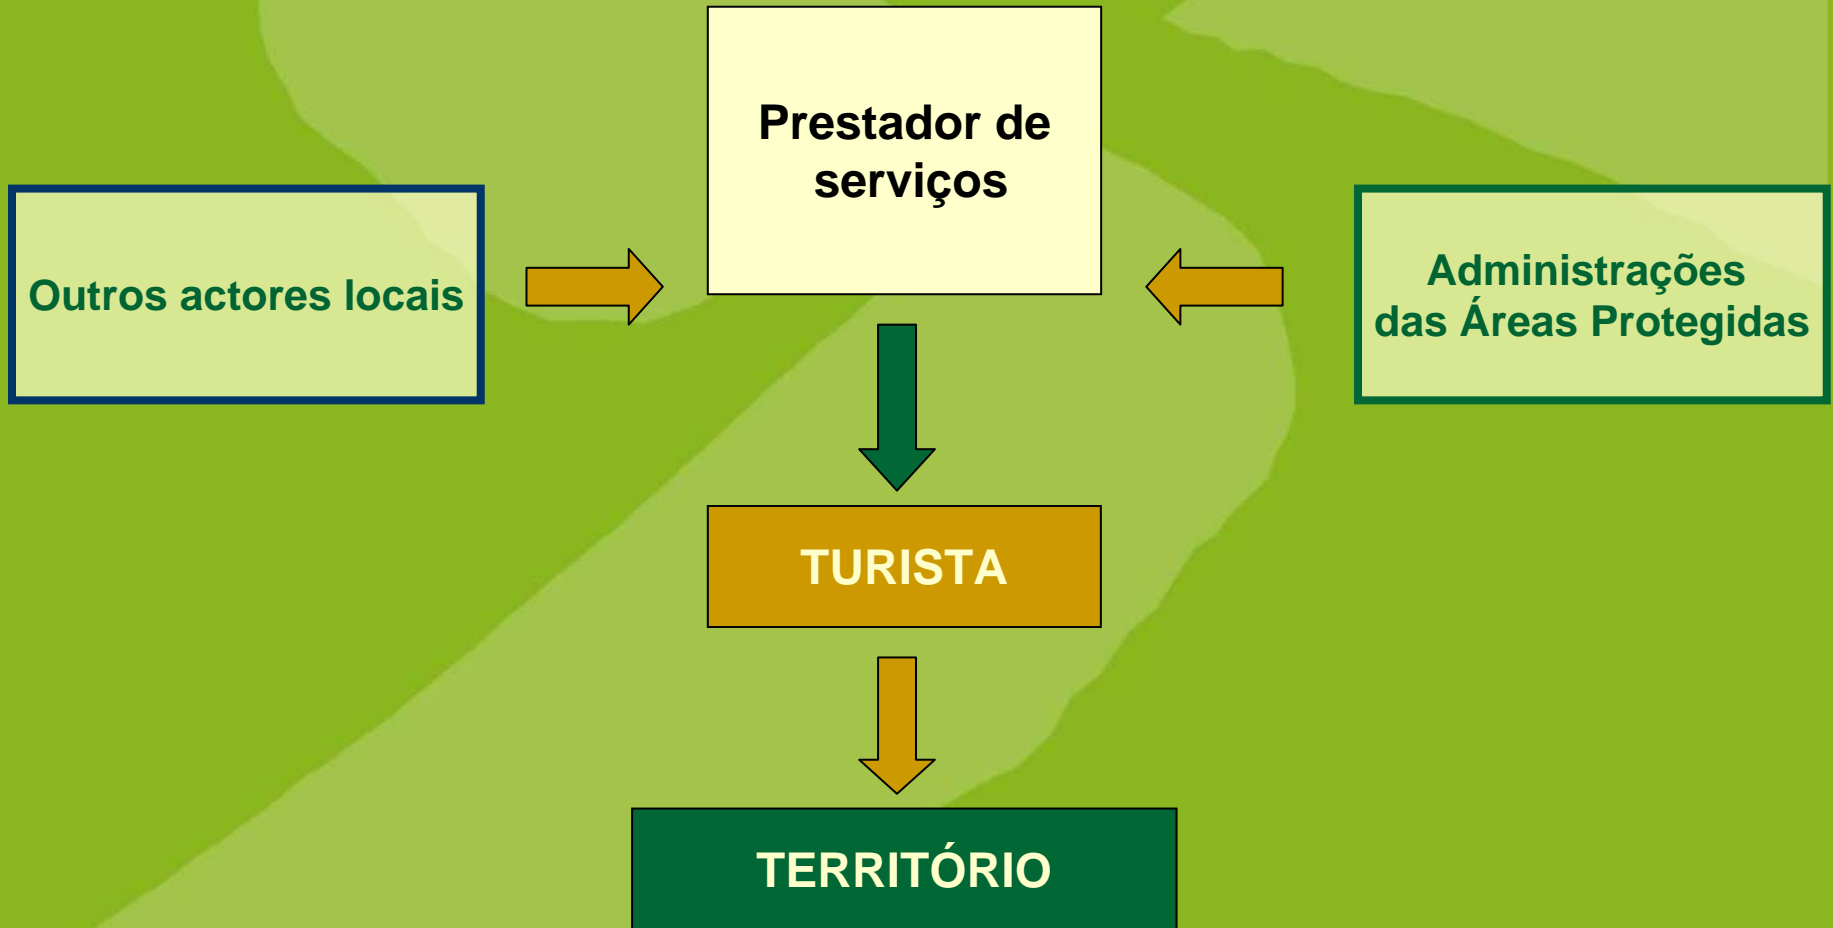 Prestador de
serviços
Outros actores locais
Administrações
das Áreas Protegidas
TURISTA
TERRITÓRIO